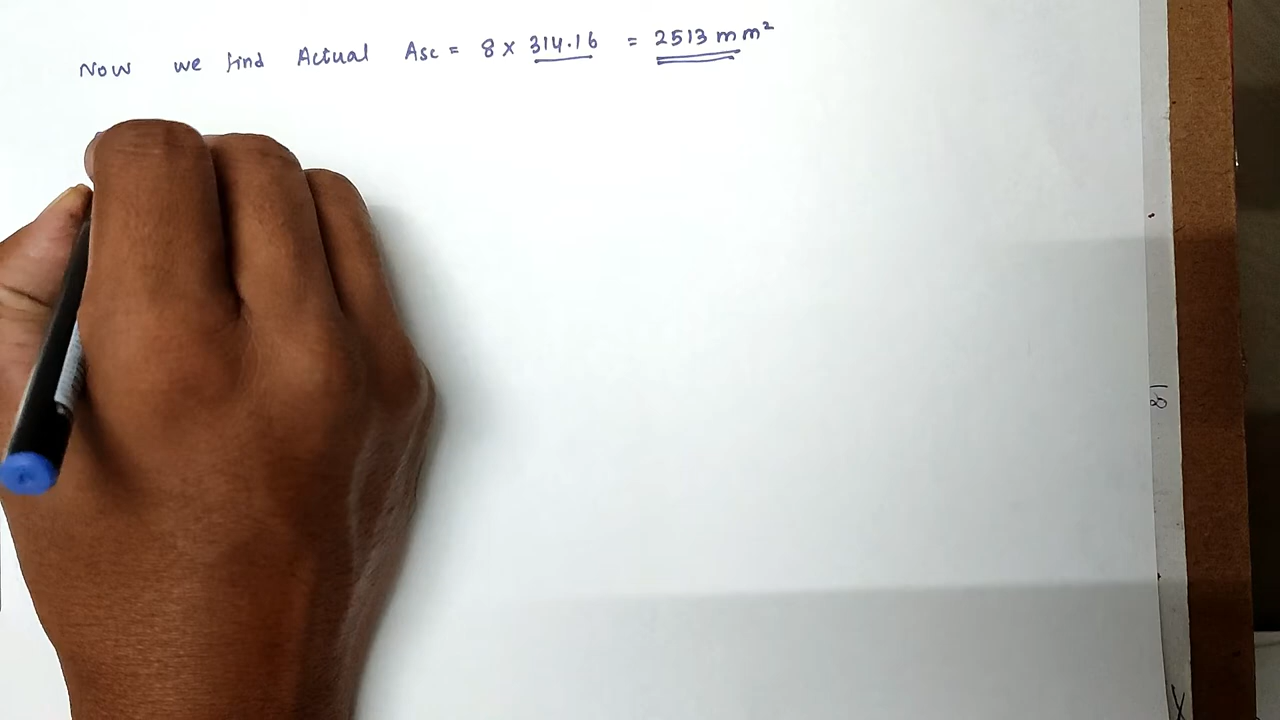 Now we find Actual Asc = 8 x 314.16 = 2513 mm²